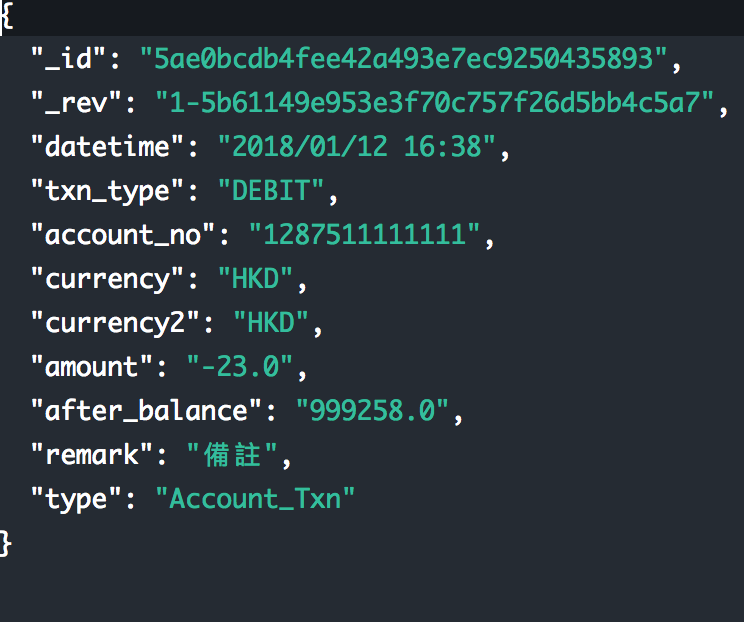 {
"_id": "5ae0bcdb4fee42a493e7ec9250435893",
"_rev": "1-5b61149e953e3f70c757f26d5bb4c5a7",
"datetime": "2018/01/12 16:38",
"txn_type": "DEBIT",
"account_no": "1287511111111",
"currency": "HKD",
"currency2": "HKD",
"amount": "-23.0",
"after_balance": "999258.0",
"remark": "備註",
"type": "Account_Txn"
}